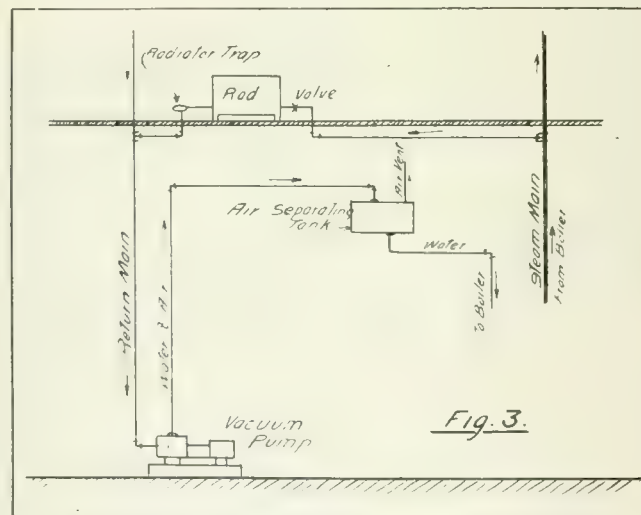 Radiator Trap
Rad
Valve
Air Vent
Air Separating
Tank
Water
To Boiler
Steam Main
From Boiler
Return Main
Water & Air
Vacuum
Pump
Fig. 3.